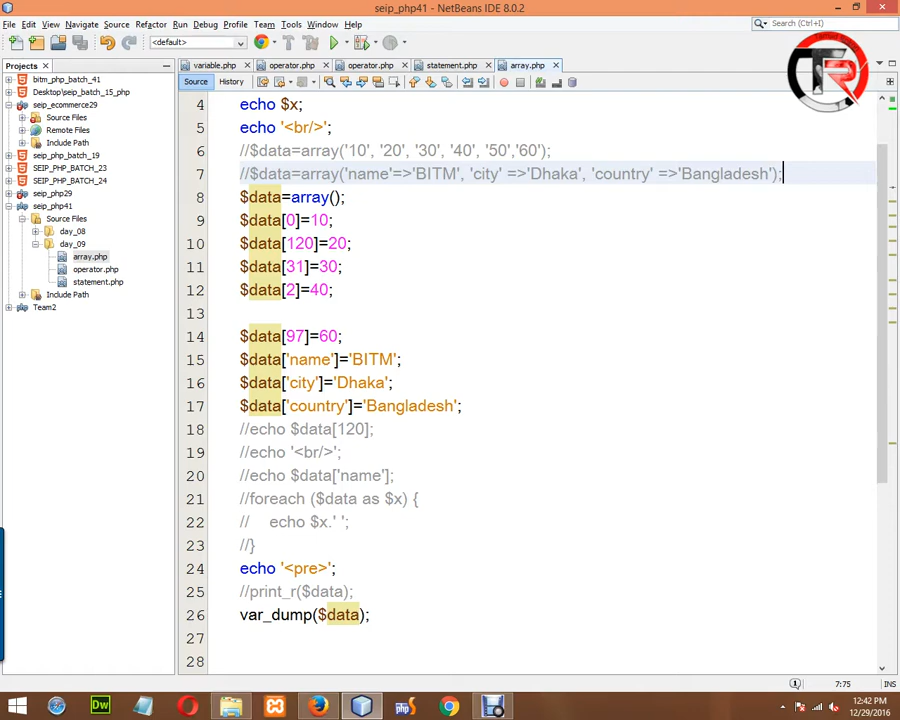 seip_php41 - NetBeans IDE 8.0.2
File Edit View Navigate Source Refactor Run Debug Profile Team Tools Window Help
Search (Ctrl+I)
<default>
Projects
variable.php operator.php operator.php statement.php array.php
Source History
bitm_php_batch_41
Desktop\seip_batch_15_php
seip_ecommerce29
Source Files
Remote Files
Include Path
seip_php_batch_19
SEIP_PHP_BATCH_23
SEIP_PHP_BATCH_24
seip_php29
seip_php41
Source Files
day_08
day_09
array.php
operator.php
statement.php
Include Path
Team2
4 echo $x;
5 echo '<br/>';
6 //$data=array('10', '20', '30', '40', '50','60');
7 //$data=array('name'=>'BITM', 'city' =>'Dhaka', 'country' =>'Bangladesh');
8 $data=array();
9 $data[0]=10;
10 $data[120]=20;
11 $data[31]=30;
12 $data[2]=40;
13
14 $data[97]=60;
15 $data['name']='BITM';
16 $data['city']='Dhaka';
17 $data['country']='Bangladesh';
18 //echo $data[120];
19 //echo '<br/>';
20 //echo $data['name'];
21 //foreach ($data as $x) {
22 // echo $x.' ';
23 //}
24 echo '<pre>';
25 //print_r($data);
26 var_dump($data);
27
28
7:75 INS
Dw
php
12:42 PM
12/29/2016